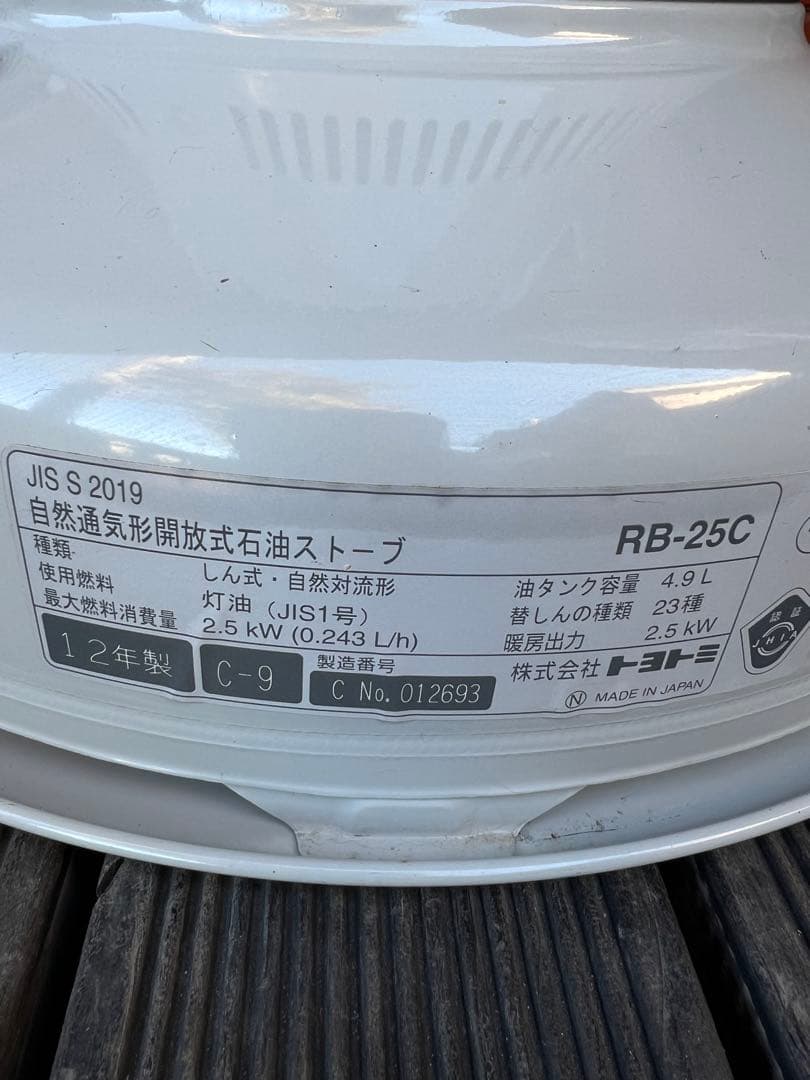 JIS S 2019
自然通気形開放式石油ストーブ RB-25C
種類 しん式・自然対流形 油タンク容量 4.9 L
使用燃料 灯油(JIS1号) 替しんの種類 23種
最大燃料消費量 2.5 kW (0.243 L/h) 暖房出力 2.5 kW
12年製 C-9 製造番号 C No. 012693 株式会社 トヨトミ
N MADE IN JAPAN
認証
JHIA